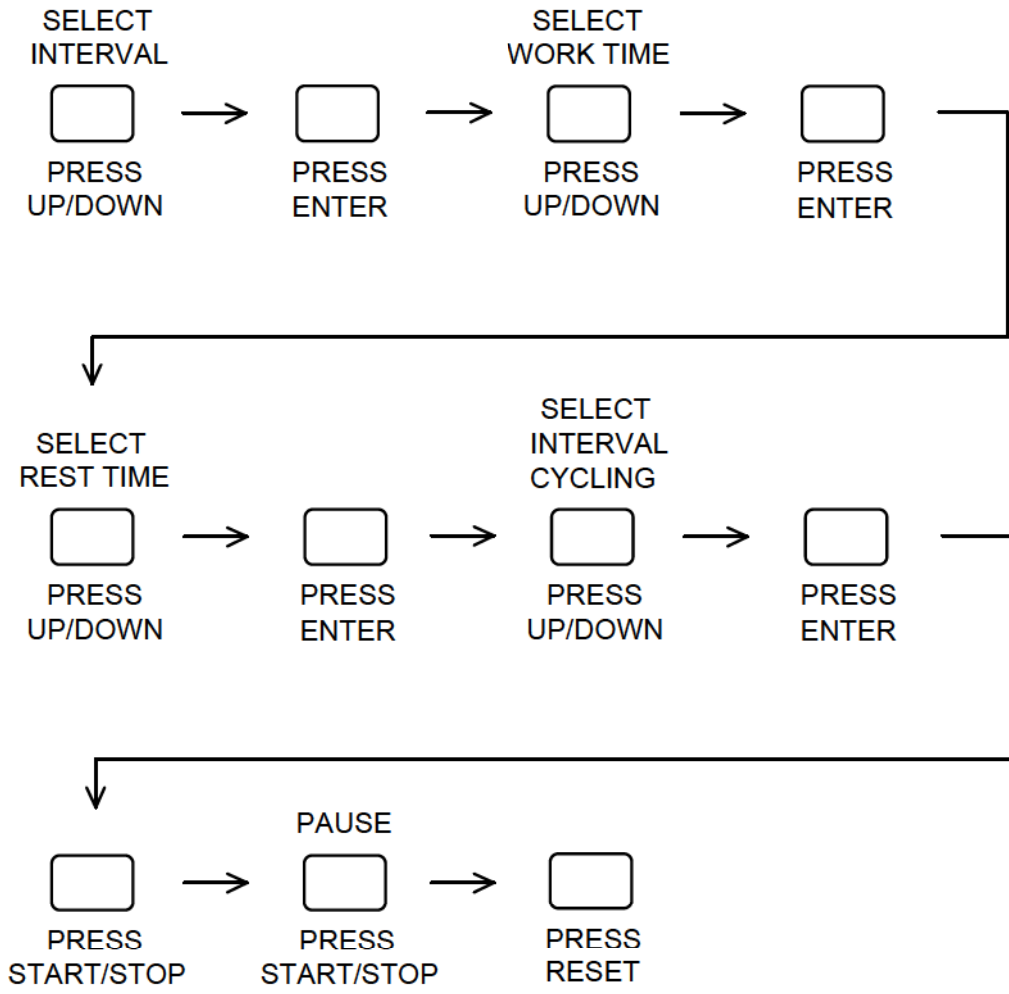 SELECT
INTERVAL
PRESS
UP/DOWN
PRESS
ENTER
SELECT
WORK TIME
PRESS
UP/DOWN
PRESS
ENTER
SELECT
REST TIME
PRESS
UP/DOWN
PRESS
ENTER
SELECT
INTERVAL
CYCLING
PRESS
UP/DOWN
PRESS
ENTER
PRESS
START/STOP
PAUSE
PRESS
START/STOP
PRESS
RESET